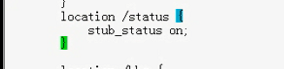 }
location /status {
stub_status on;
}